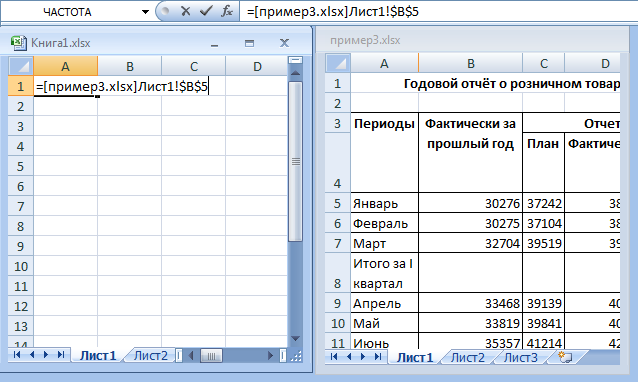 ЧАСТОТА =[пример3.xlsx]Лист1!$B$5
Книга1.xlsx
A B C D
1 =[пример3.xlsx]Лист1!$B$5
2
3
4
5
6
7
8
9
10
11
12
13
14
Лист1 Лист2
пример3.xlsx
A B C D
1 Годовой отчёт о розничном
2
3 Периоды Фактически за Отчет
прошлый год План
4
5 Январь 30276 37242 38
6 Февраль 30275 37104 38
7 Март 32704 39519 39
Итого за I
8 квартал
9 Апрель 33468 39139 40
10 Май 33819 39841 40
11 Июнь 35357 41214 42
Лист1 Лист2 Лист3